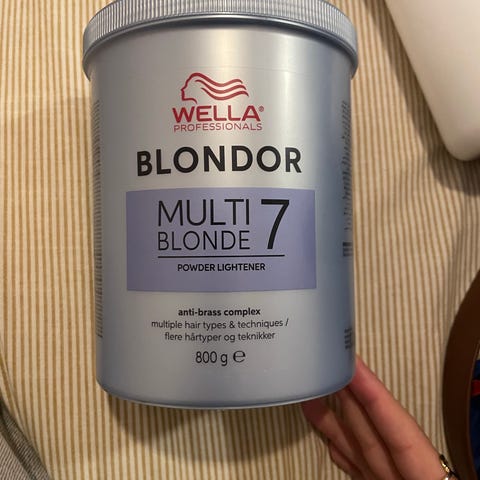 WELLA®
PROFESSIONALS
BLONDOR
MULTI
BLONDE 7
POWDER LIGHTENER
anti-brass complex
multiple hair types & techniques /
flere hårtyper og teknikker
800 g ℮